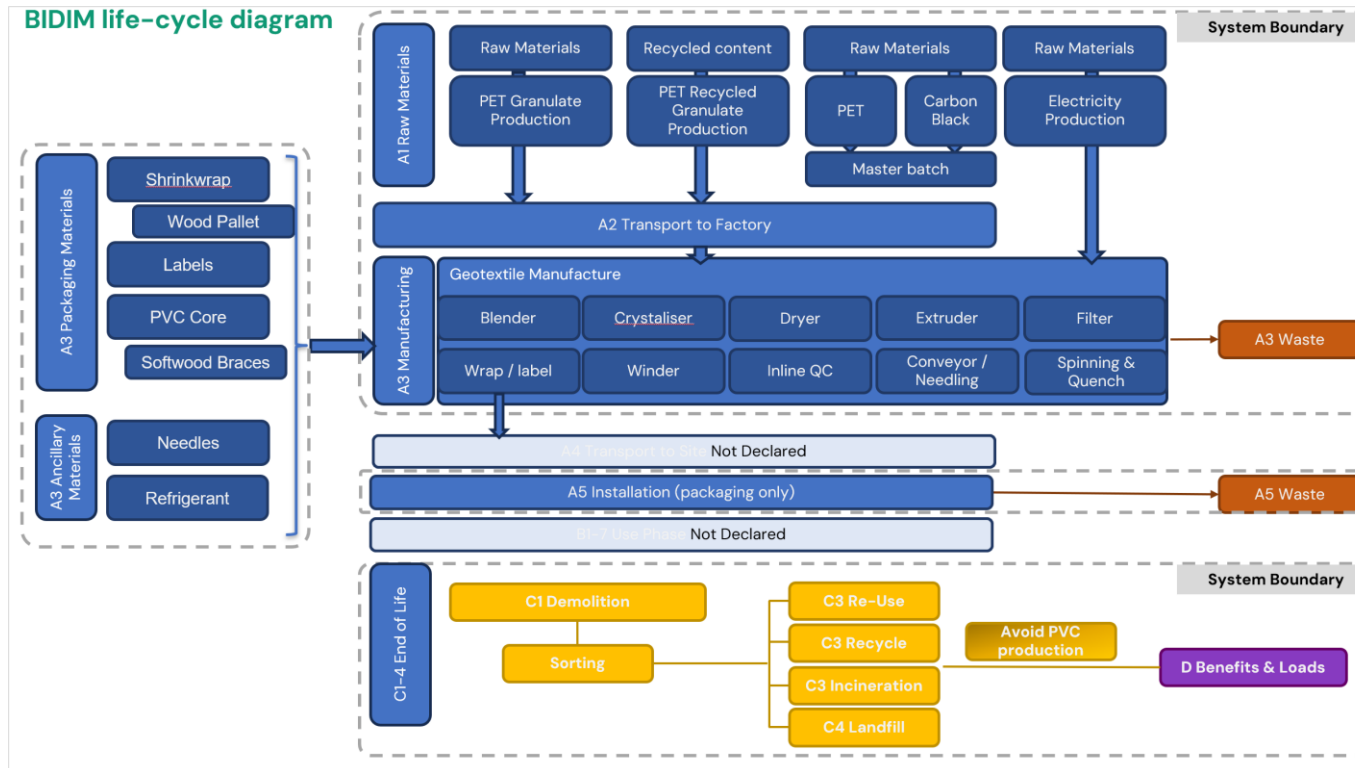 BIDIM life-cycle diagram
System Boundary
A1 Raw Materials
Raw Materials
Recycled content
Raw Materials
Raw Materials
PET Granulate
Production
PET Recycled
Granulate
Production
PET
Carbon
Black
Electricity
Production
Master batch
A3 Packaging Materials
Shrinkwrap
Wood Pallet
Labels
PVC Core
Softwood Braces
A3 Ancillary
Materials
Needles
Refrigerant
A2 Transport to Factory
A3 Manufacturing
Geotextile Manufacture
Blender
Crystaliser
Dryer
Extruder
Filter
Wrap / label
Winder
Inline QC
Conveyor /
Needling
Spinning &
Quench
A3 Waste
A4 Transport to Site Not Declared
A5 Installation (packaging only)
A5 Waste
B1-7 Use Phase Not Declared
System Boundary
C1-4 End of Life
C1 Demolition
Sorting
C3 Re-Use
C3 Recycle
C3 Incineration
C4 Landfill
Avoid PVC
production
D Benefits & Loads